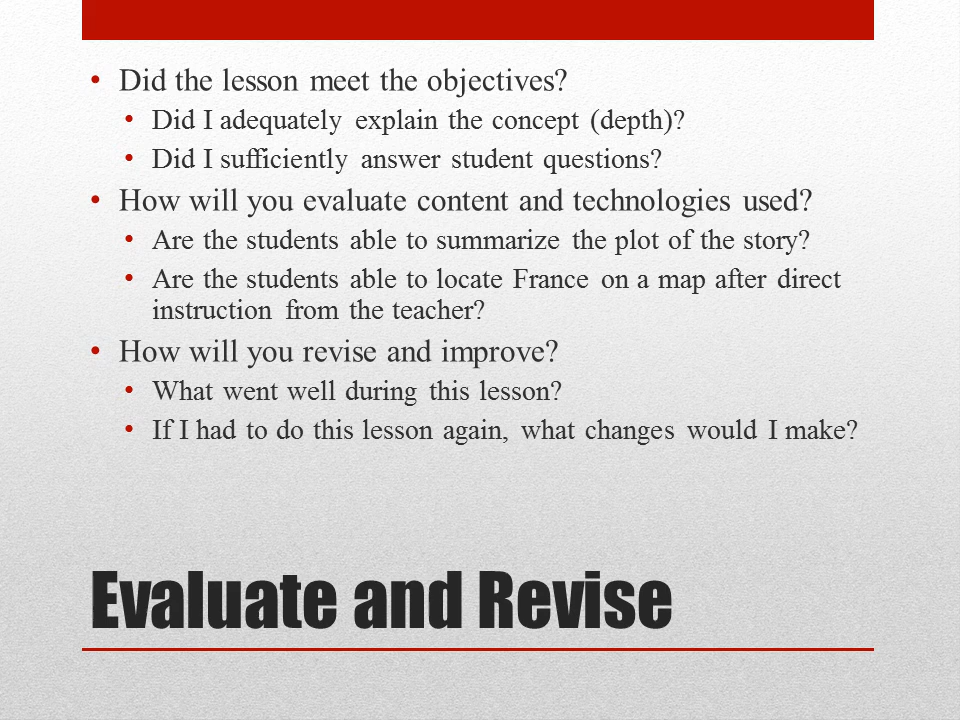 • Did the lesson meet the objectives?
• Did I adequately explain the concept (depth)?
• Did I sufficiently answer student questions?
• How will you evaluate content and technologies used?
• Are the students able to summarize the plot of the story?
• Are the students able to locate France on a map after direct
instruction from the teacher?
• How will you revise and improve?
• What went well during this lesson?
• If I had to do this lesson again, what changes would I make?
Evaluate and Revise